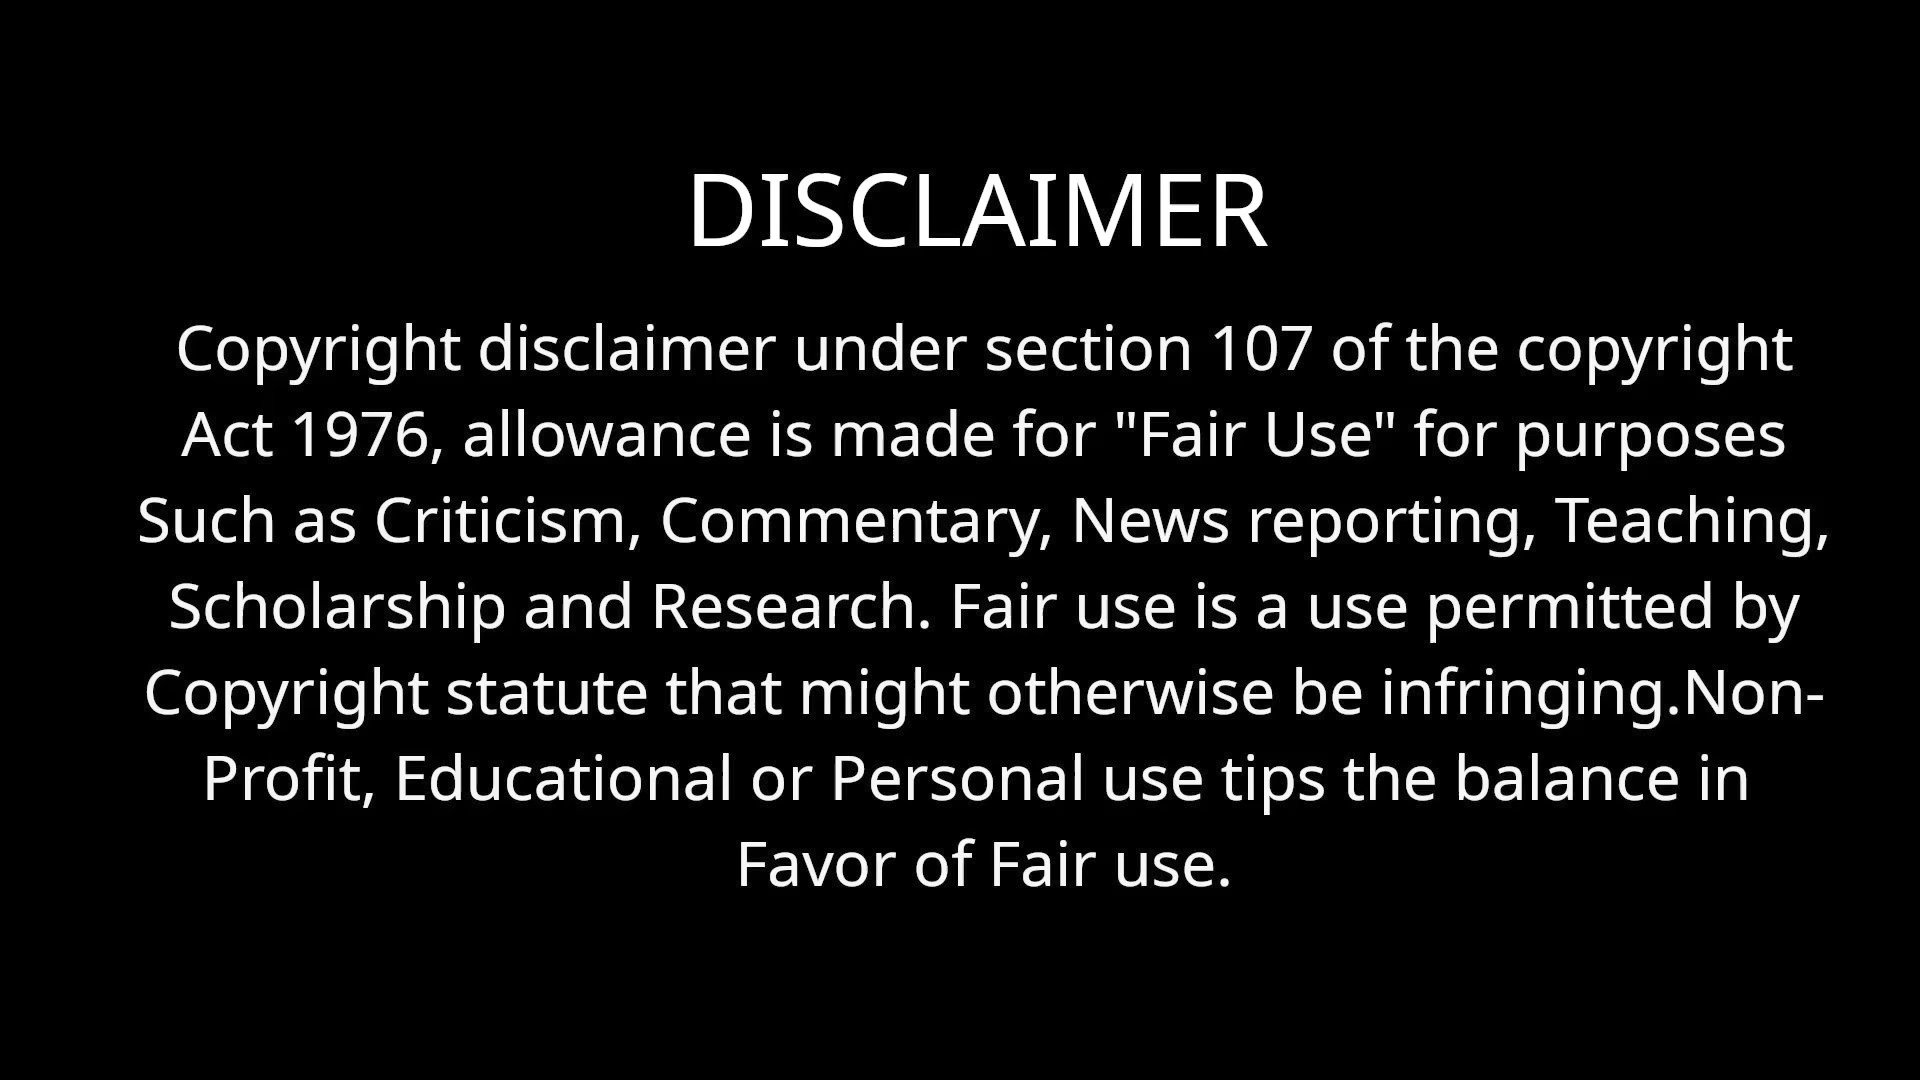 DISCLAIMER
Copyright disclaimer under section 107 of the copyright
Act 1976, allowance is made for "Fair Use" for purposes
Such as Criticism, Commentary, News reporting, Teaching,
Scholarship and Research. Fair use is a use permitted by
Copyright statute that might otherwise be infringing.Non-
Profit, Educational or Personal use tips the balance in
Favor of Fair use.